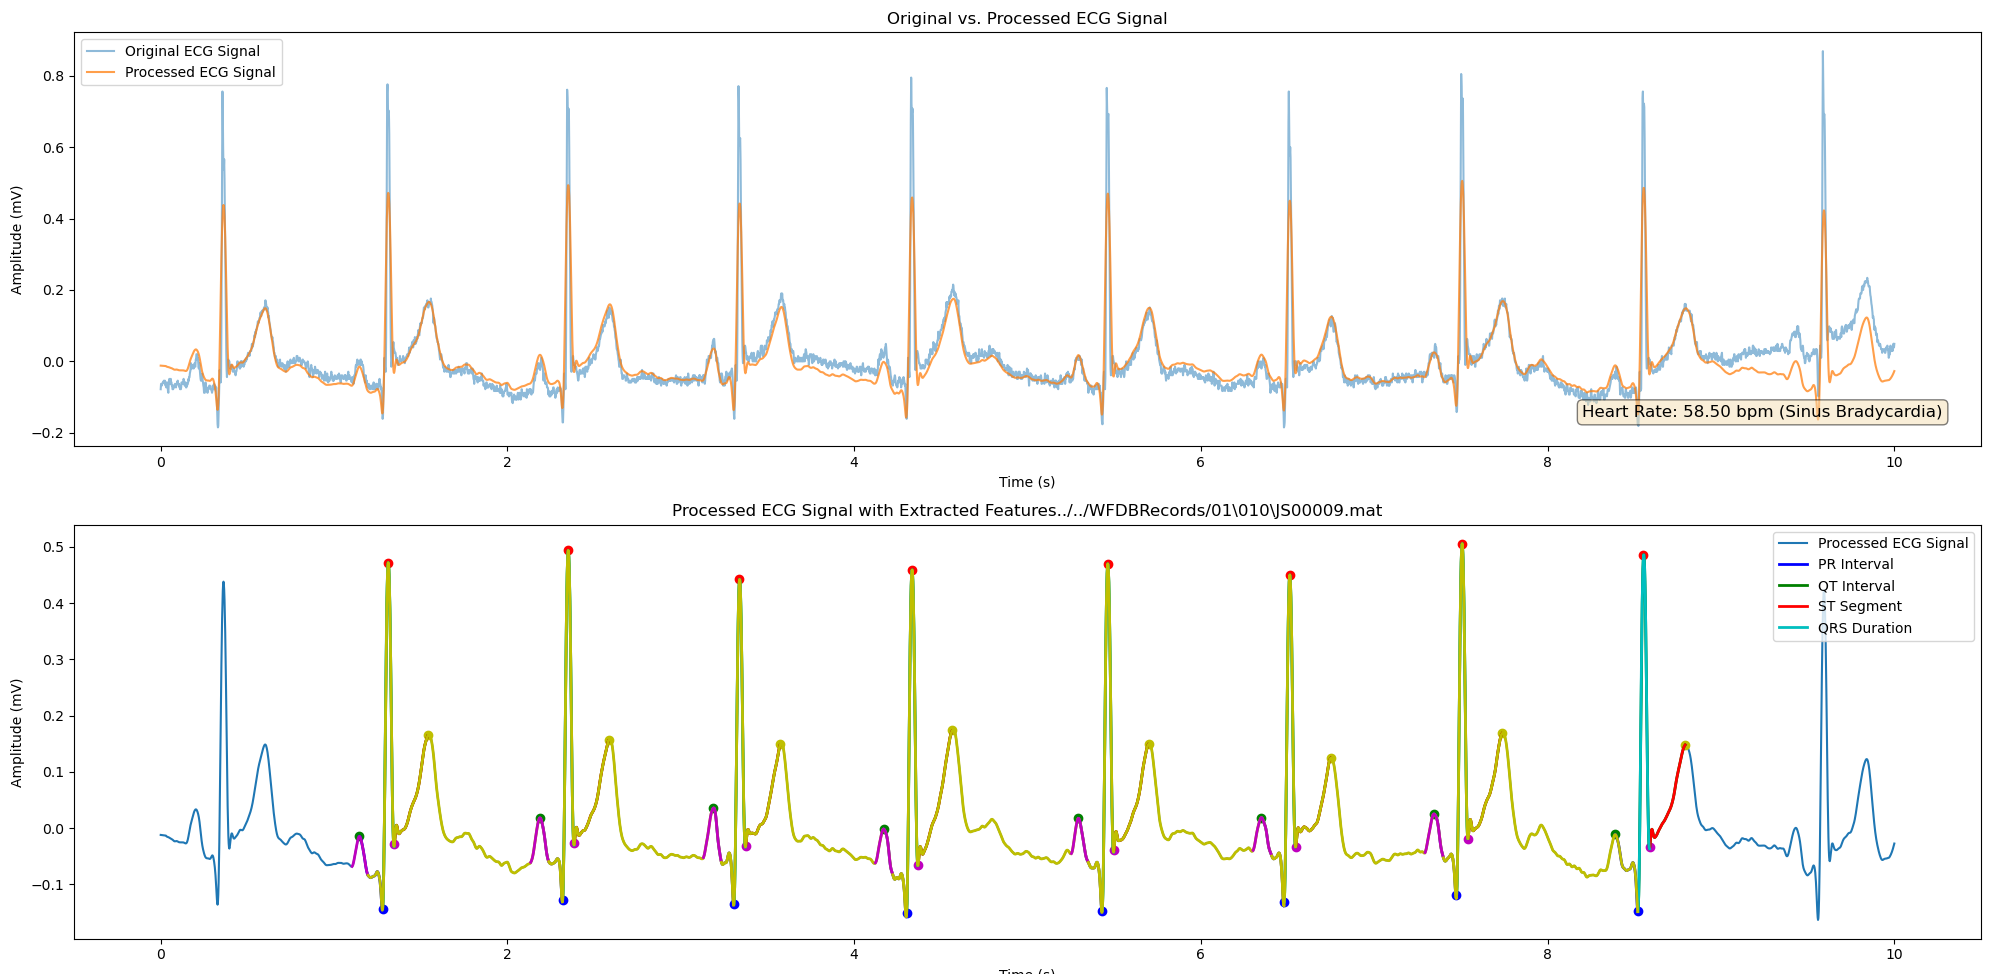 Original vs. Processed ECG Signal
Original ECG Signal
Processed ECG Signal
Amplitude (mV)
0.8
0.6
0.4
0.2
0.0
−0.2
Heart Rate: 58.50 bpm (Sinus Bradycardia)
0 2 4 6 8 10
Time (s)
Processed ECG Signal with Extracted Features../../WFDBRecords/01\010\JS00009.mat
Processed ECG Signal
PR Interval
QT Interval
ST Segment
QRS Duration
Amplitude (mV)
0.5
0.4
0.3
0.2
0.1
0.0
−0.1
0 2 4 6 8 10
Time (s)